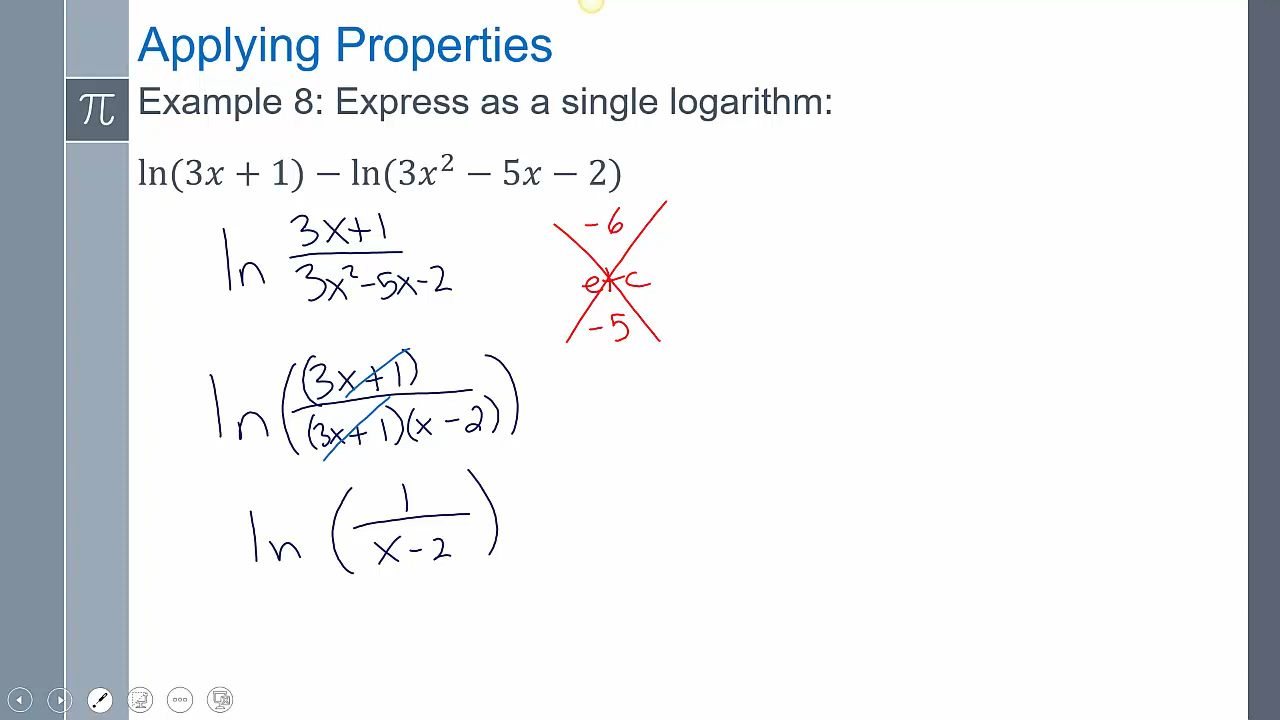 Applying Properties
π
Example 8: Express as a single logarithm:
ln(3x + 1) − ln(3x² − 5x − 2)
ln (3x+1)/(3x²-5x-2)
-6
etc
-5
ln((3x+1)/((3x+1)(x-2)))
ln(1/(x-2))